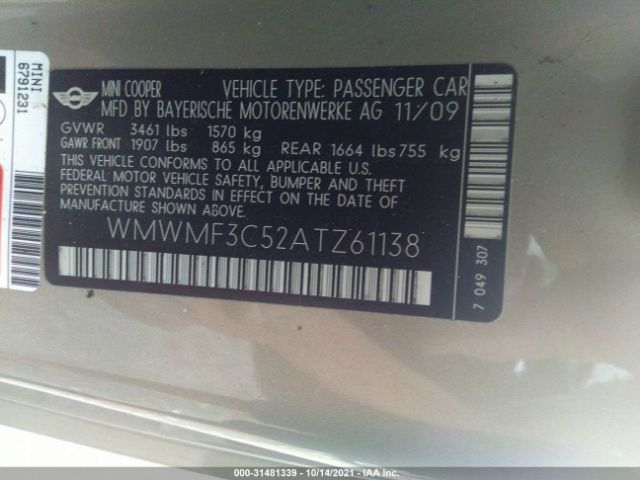 MINI
6791231
MINI COOPER VEHICLE TYPE: PASSENGER CAR
MFD BY BAYERISCHE MOTORENWERKE AG 11/09
GVWR 3461 lbs 1570 kg
GAWR FRONT 1907 lbs 865 kg REAR 1664 lbs 755 kg
THIS VEHICLE CONFORMS TO ALL APPLICABLE U.S.
FEDERAL MOTOR VEHICLE SAFETY, BUMPER AND THEFT
PREVENTION STANDARDS IN EFFECT ON THE DATE OF
MANUFACTURE SHOWN ABOVE.
WMWMF3C52ATZ61138
7 049 307
000-31481339 - 10/14/2021 - IAA Inc.